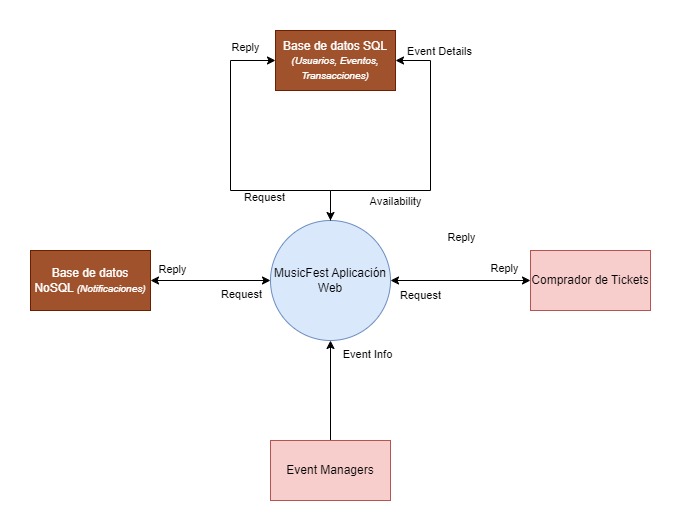 Reply
Base de datos SQL
(Usuarios, Eventos,
Transacciones)
Event Details
Request
Availability
Reply
Base de datos
NoSQL (Notificaciones)
Reply
Request
MusicFest Aplicación
Web
Reply
Request
Comprador de Tickets
Event Info
Event Managers